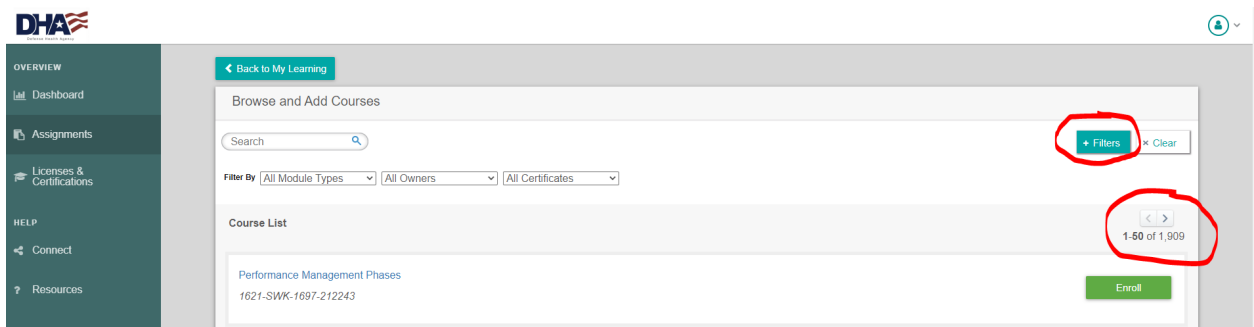 DHA
Defense Health Agency
OVERVIEW
Dashboard
Assignments
Licenses &
Certifications
HELP
Connect
? Resources
Back to My Learning
Browse and Add Courses
Search
+ Filters
× Clear
Filter By All Module Types All Owners All Certificates
Course List
< >
1-50 of 1,909
Performance Management Phases
1621-SWK-1697-212243
Enroll